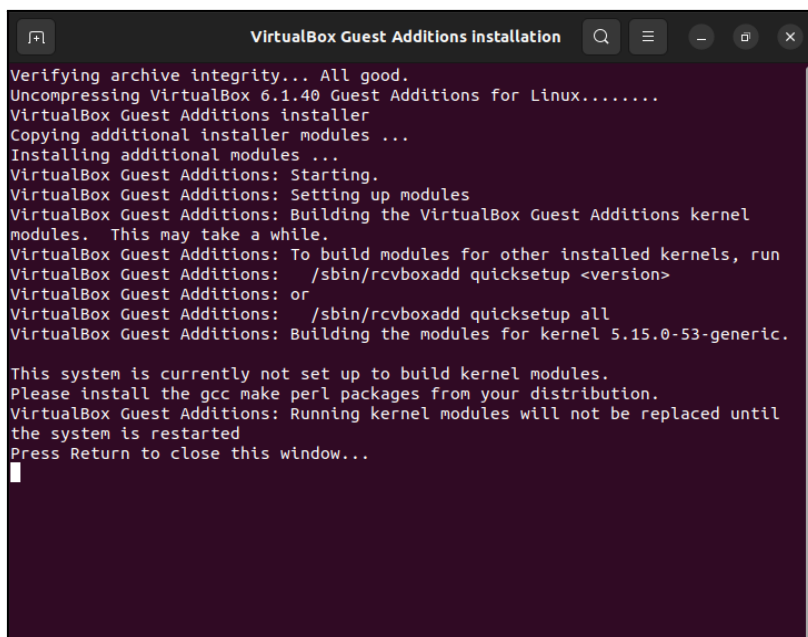 VirtualBox Guest Additions installation
Verifying archive integrity... All good.
Uncompressing VirtualBox 6.1.40 Guest Additions for Linux........
VirtualBox Guest Additions installer
Copying additional installer modules ...
Installing additional modules ...
VirtualBox Guest Additions: Starting.
VirtualBox Guest Additions: Setting up modules
VirtualBox Guest Additions: Building the VirtualBox Guest Additions kernel
modules.  This may take a while.
VirtualBox Guest Additions: To build modules for other installed kernels, run
VirtualBox Guest Additions:   /sbin/rcvboxadd quicksetup <version>
VirtualBox Guest Additions: or
VirtualBox Guest Additions:   /sbin/rcvboxadd quicksetup all
VirtualBox Guest Additions: Building the modules for kernel 5.15.0-53-generic.

This system is currently not set up to build kernel modules.
Please install the gcc make perl packages from your distribution.
VirtualBox Guest Additions: Running kernel modules will not be replaced until
the system is restarted
Press Return to close this window...